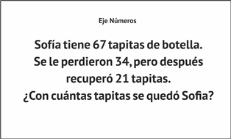 Eje Números
Sofía tiene 67 tapitas de botella.
Se le perdieron 34, pero después
recuperó 21 tapitas.
¿Con cuántas tapitas se quedó Sofia?